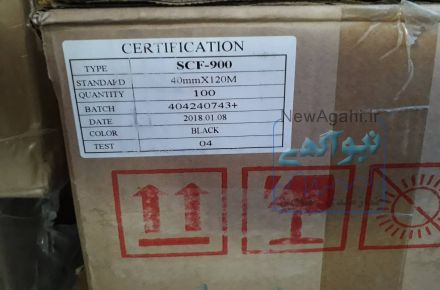 CERTIFICATION
TYPE SCF-900
STANDAFD 40mmX120M
QUANTITY 100
BATCH 404240743+
DATE 2018.01.08
COLOR BLACK
TEST 04
NewAgahi.ir
نیوآگهی